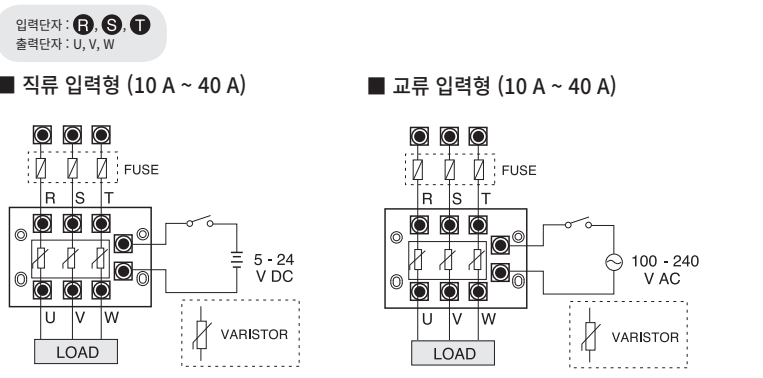 입력단자 : R, S, T
출력단자 : U, V, W
■ 직류 입력형 (10 A ~ 40 A)
FUSE
R S T
5 - 24
V DC
U V W
VARISTOR
LOAD
■ 교류 입력형 (10 A ~ 40 A)
FUSE
R S T
100 - 240
V AC
U V W
VARISTOR
LOAD